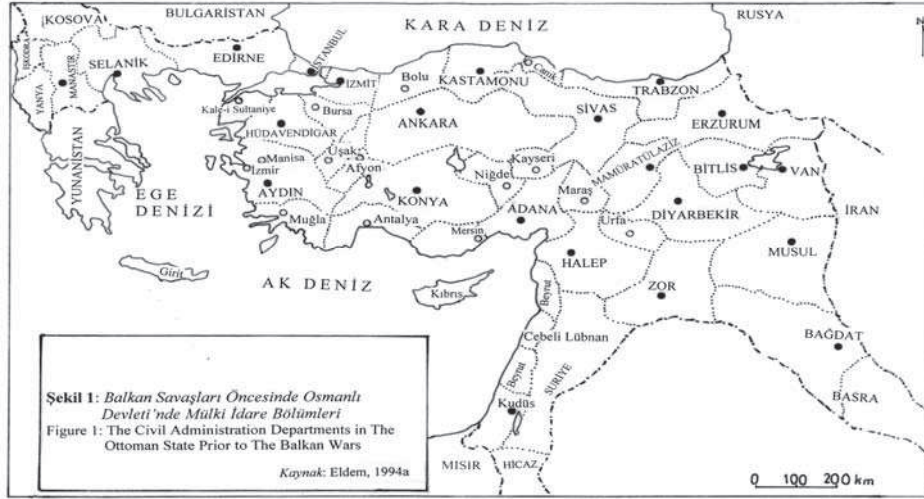 KOSOVA
BULGARİSTAN
KARA DENİZ
RUSYA
N
İŞKODRA
MANASTIR
YANYA
SELANİK
EDİRNE
İSTANBUL
İZMİT
Bolu
KASTAMONU
Canik
TRABZON
Kale-i Sultaniye
Bursa
HÜDAVENDİGAR
ANKARA
SİVAS
ERZURUM
YUNANİSTAN
EGE
DENİZİ
Manisa
İzmir
Uşak
Afyon
AYDIN
Muğla
Antalya
KONYA
Niğde
Kayseri
Mersin
ADANA
Maraş
MAMÜRATULAZİZ
Urfa
DİYARBEKİR
BİTLİS
VAN
İRAN
MUSUL
HALEP
ZOR
Girit
AK DENİZ
Kıbrıs
Beyrut
Cebeli Lübnan
Beyrut
SURİYE
Kudüs
BAĞDAT
BASRA
MISIR
HİCAZ
0 100 200 km
Şekil 1: Balkan Savaşları Öncesinde Osmanlı
Devleti'nde Mülki İdare Bölümleri
Figure 1: The Civil Administration Departments in The
Ottoman State Prior to The Balkan Wars
Kaynak: Eldem, 1994a